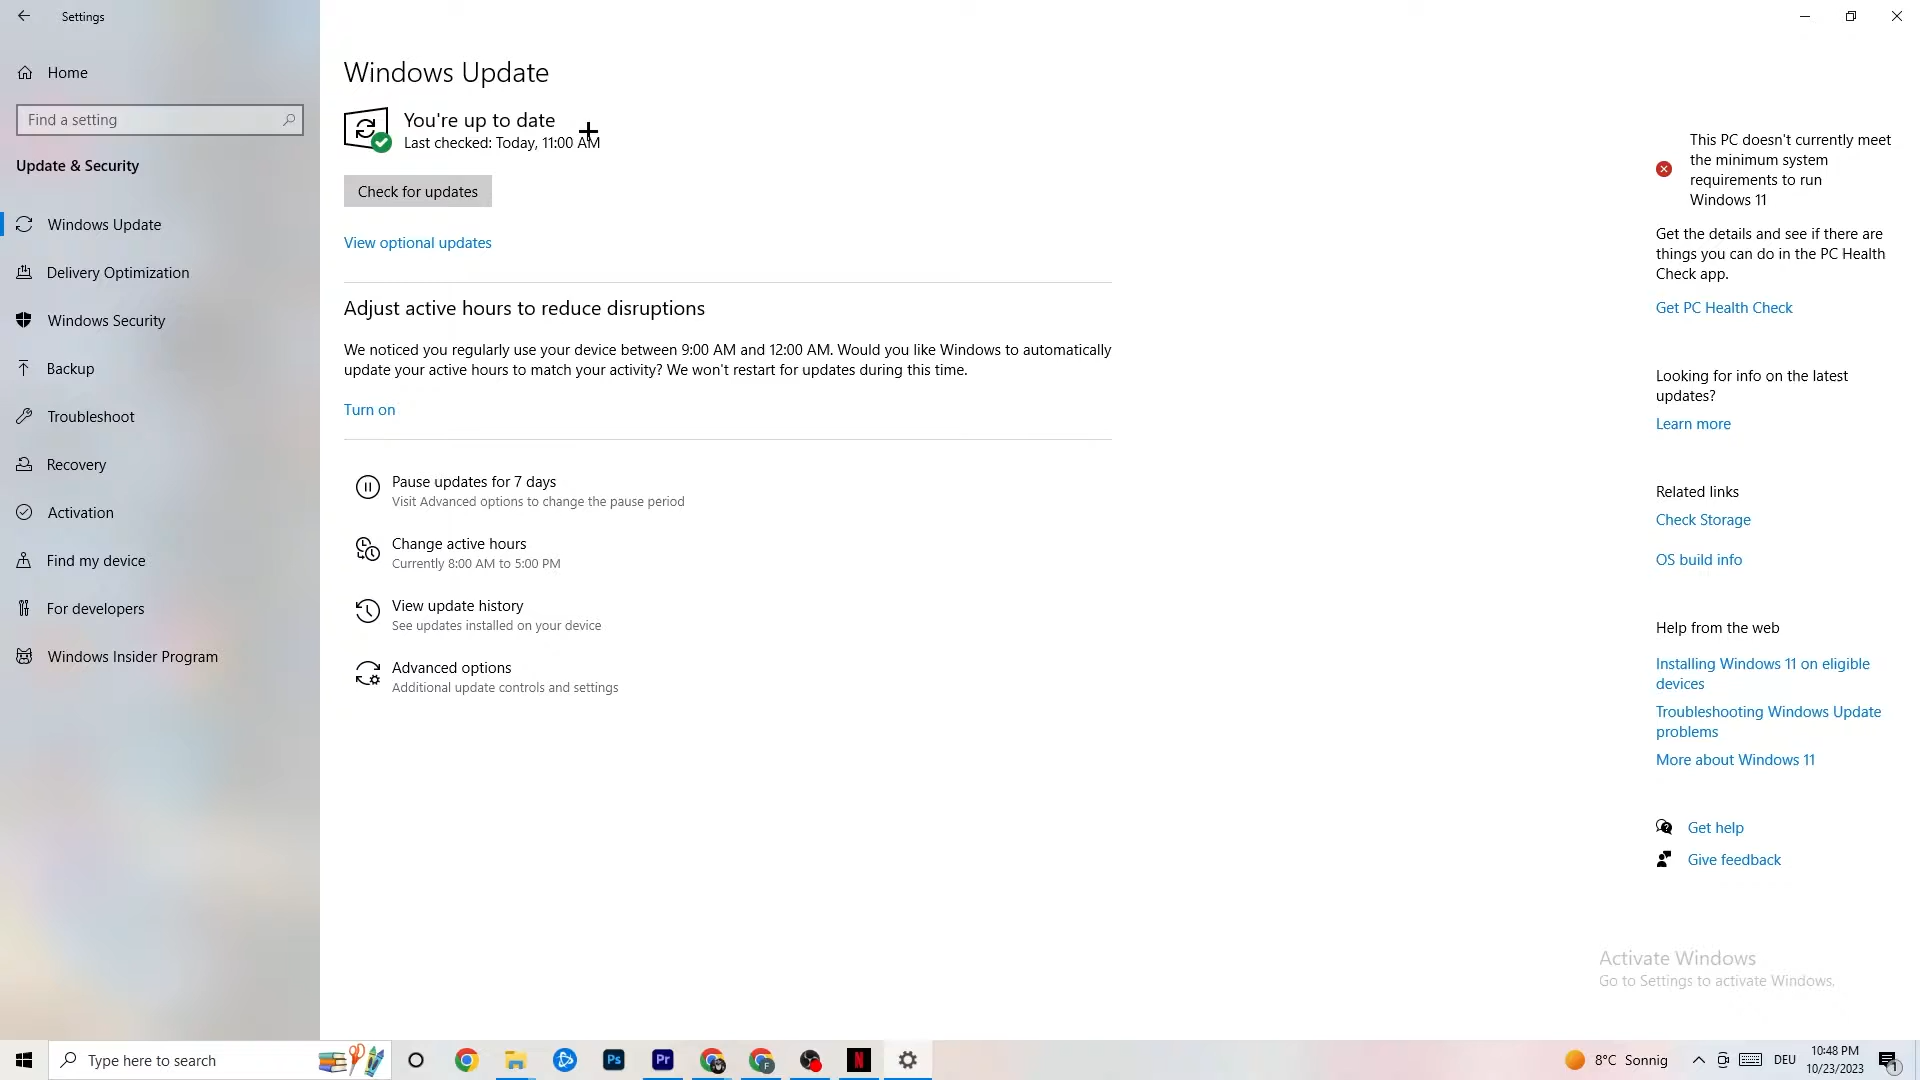 Settings
Home
Find a setting
Update & Security
Windows Update
Delivery Optimization
Windows Security
Backup
Troubleshoot
Recovery
Activation
Find my device
For developers
Windows Insider Program
Windows Update
You're up to date
Last checked: Today, 11:00 AM
Check for updates
View optional updates
Adjust active hours to reduce disruptions
We noticed you regularly use your device between 9:00 AM and 12:00 AM. Would you like Windows to automatically
update your active hours to match your activity? We won't restart for updates during this time.
Turn on
Pause updates for 7 days
Visit Advanced options to change the pause period
Change active hours
Currently 8:00 AM to 5:00 PM
View update history
See updates installed on your device
Advanced options
Additional update controls and settings
This PC doesn't currently meet
the minimum system
requirements to run
Windows 11
Get the details and see if there are
things you can do in the PC Health
Check app.
Get PC Health Check
Looking for info on the latest
updates?
Learn more
Related links
Check Storage
OS build info
Help from the web
Installing Windows 11 on eligible
devices
Troubleshooting Windows Update
problems
More about Windows 11
Get help
Give feedback
Activate Windows
Go to Settings to activate Windows.
Type here to search
Ps
Pr
F
N
8°C Sonnig
DEU
10:48 PM
10/23/2023
1